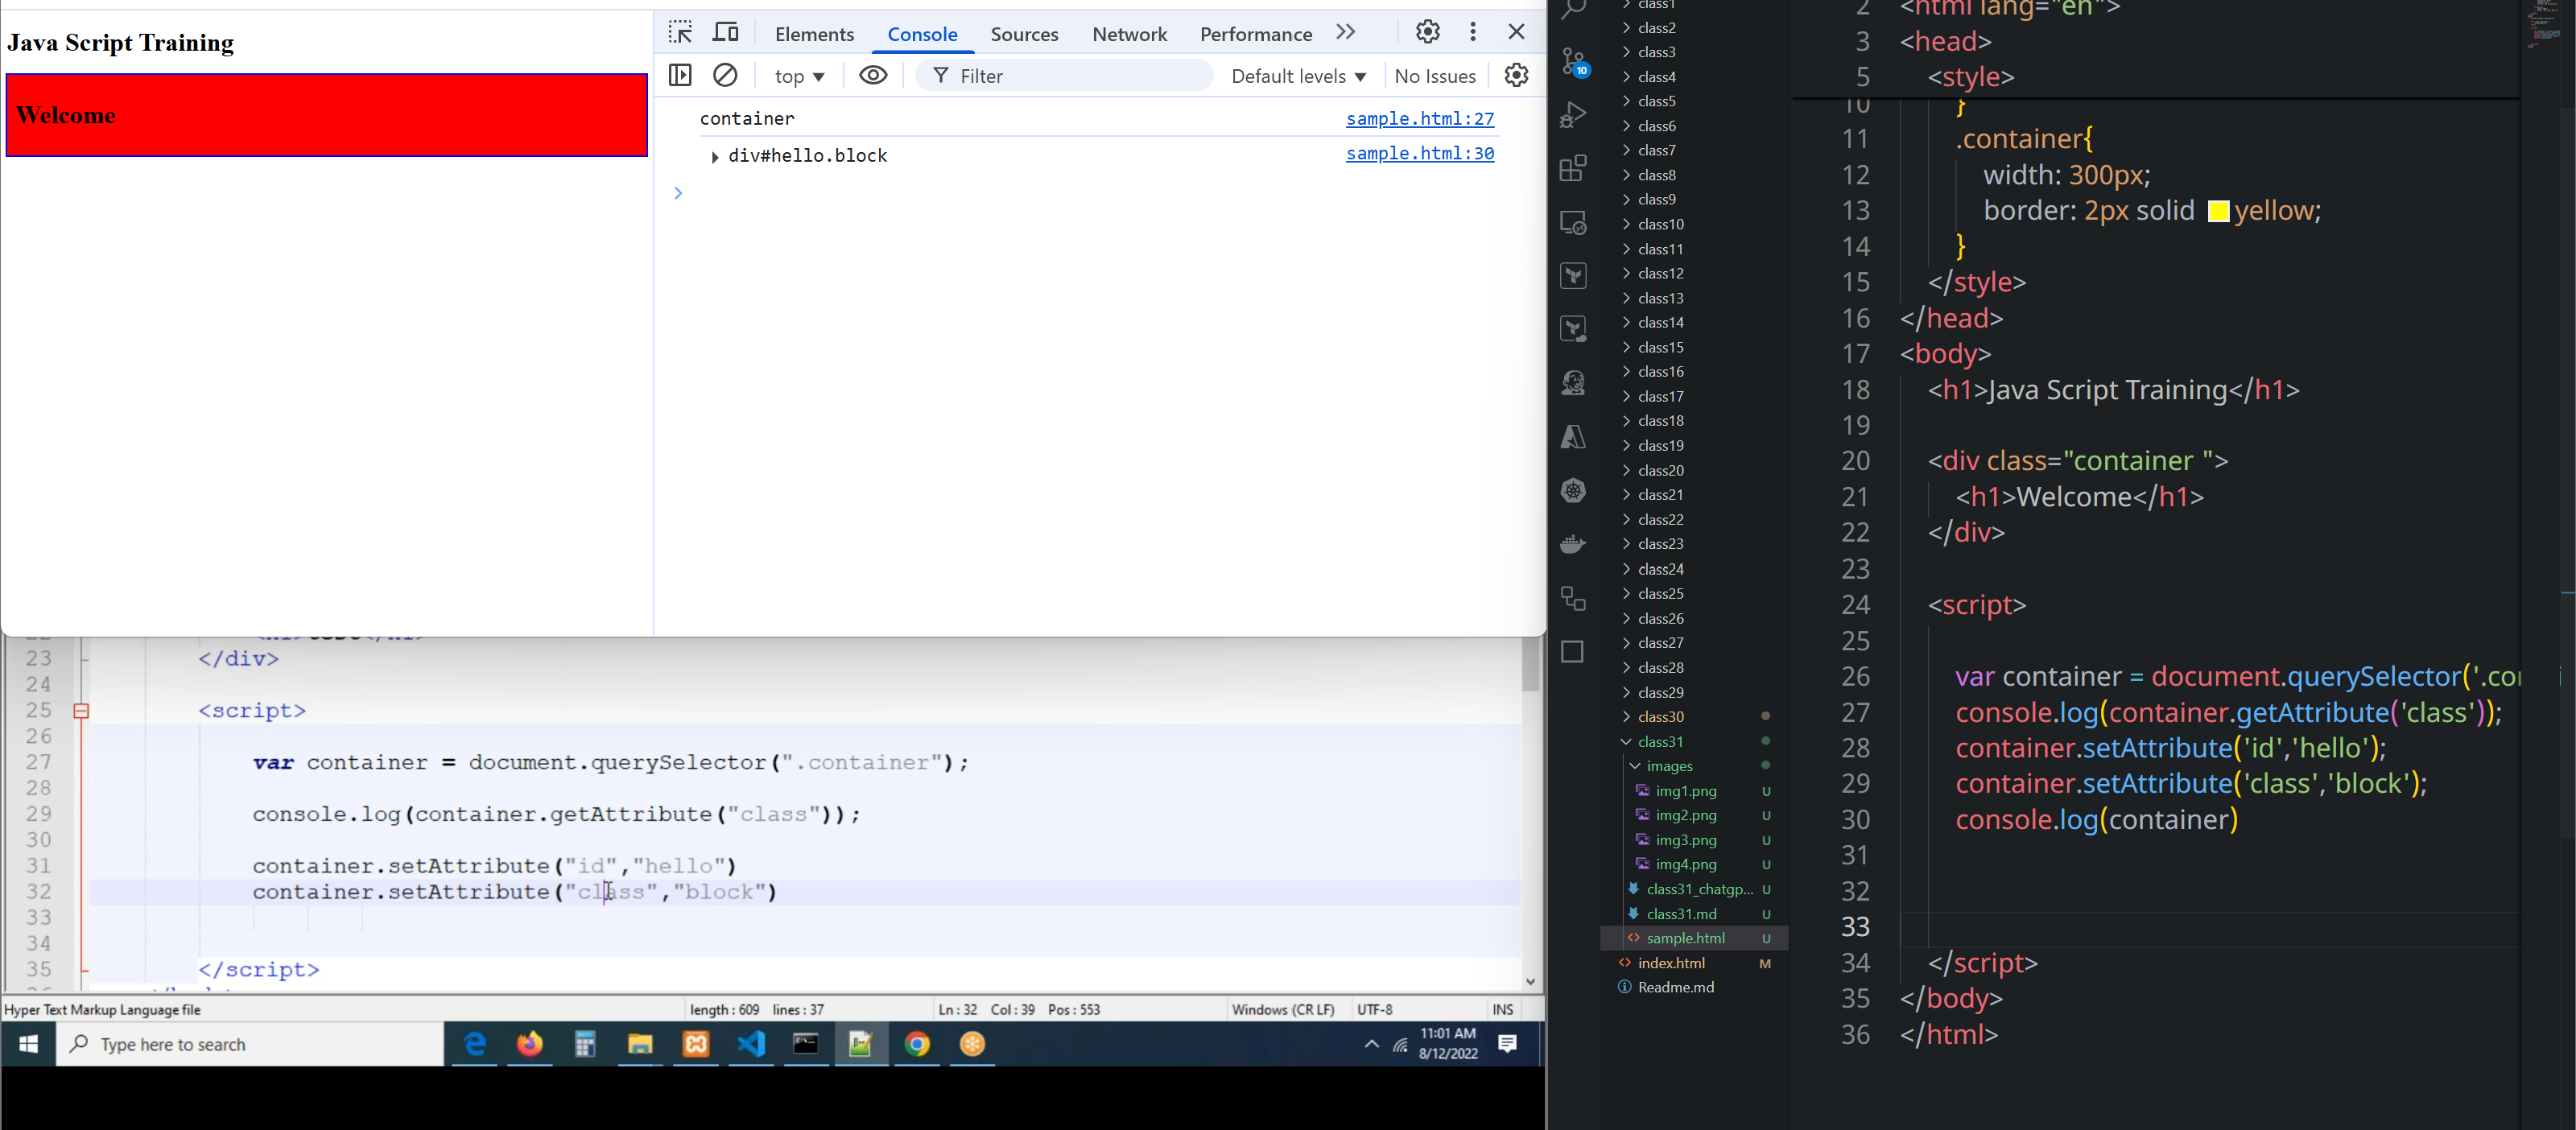 Java Script Training
Welcome
Elements Console Sources Network Performance
top Filter Default levels No Issues
container sample.html:27
div#hello.block sample.html:30
23 </div>
24
25 <script>
26
27 var container = document.querySelector(".container");
28
29 console.log(container.getAttribute("class"));
30
31 container.setAttribute("id","hello")
32 container.setAttribute("class","block")
33
34
35 </script>
Hyper Text Markup Language file length : 609 lines : 37 Ln : 32 Col : 39 Pos : 553 Windows (CR LF) UTF-8 INS
Type here to search
11:01 AM
8/12/2022
10
class1
class2
class3
class4
class5
class6
class7
class8
class9
class10
class11
class12
class13
class14
class15
class16
class17
class18
class19
class20
class21
class22
class23
class24
class25
class26
class27
class28
class29
class30
class31
images
img1.png U
img2.png U
img3.png U
img4.png U
class31_chatgp... U
class31.md U
sample.html U
index.html M
Readme.md
2 <html lang="en">
3 <head>
5 <style>
10 }
11 .container{
12 width: 300px;
13 border: 2px solid yellow;
14 }
15 </style>
16 </head>
17 <body>
18 <h1>Java Script Training</h1>
19
20 <div class="container ">
21 <h1>Welcome</h1>
22 </div>
23
24 <script>
25
26 var container = document.querySelector('.co
27 console.log(container.getAttribute('class'));
28 container.setAttribute('id','hello');
29 container.setAttribute('class','block');
30 console.log(container)
31
32
33
34 </script>
35 </body>
36 </html>